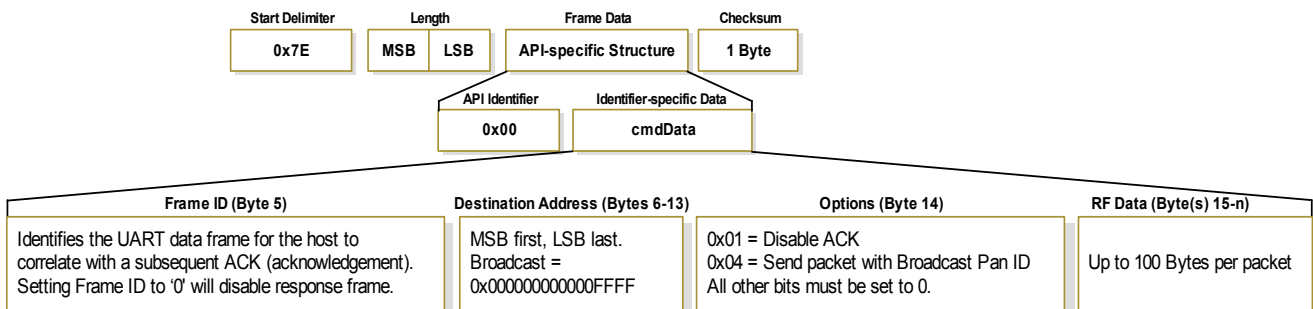 Start Delimiter Length Frame Data Checksum
0x7E MSB LSB API-specific Structure 1 Byte
API Identifier Identifier-specific Data
0x00 cmdData
Frame ID (Byte 5)
Identifies the UART data frame for the host to
correlate with a subsequent ACK (acknowledgement).
Setting Frame ID to ‘0' will disable response frame.
Destination Address (Bytes 6-13)
MSB first, LSB last.
Broadcast =
0x000000000000FFFF
Options (Byte 14)
0x01 = Disable ACK
0x04 = Send packet with Broadcast Pan ID
All other bits must be set to 0.
RF Data (Byte(s) 15-n)
Up to 100 Bytes per packet